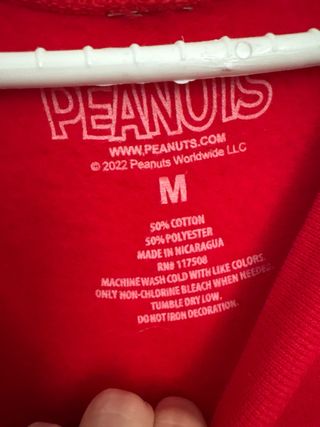 PEANUTS
WWW.PEANUTS.COM
© 2022 Peanuts Worldwide LLC
M
50% COTTON
50% POLYESTER
MADE IN NICARAGUA
RN# 117508
MACHINE WASH COLD WITH LIKE COLORS.
ONLY NON-CHLORINE BLEACH WHEN NEEDED.
TUMBLE DRY LOW.
DO NOT IRON DECORATION.